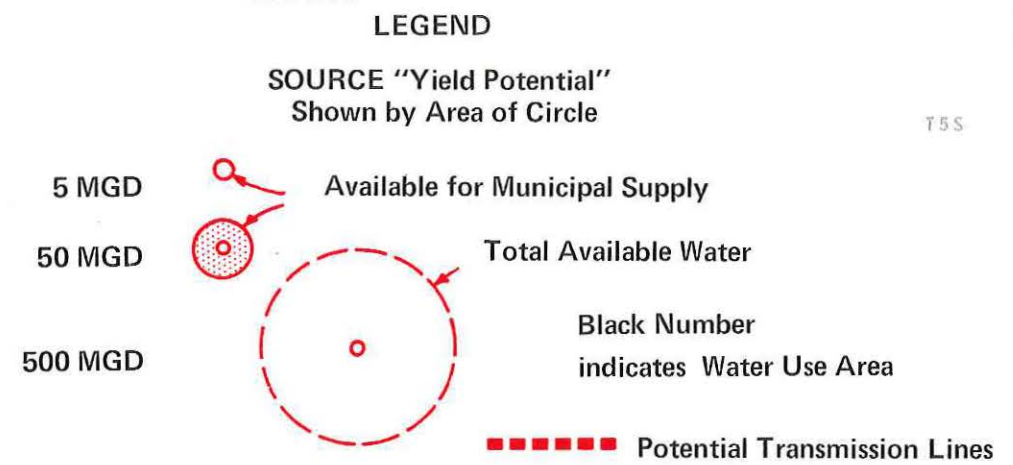 LEGEND
SOURCE "Yield Potential"
Shown by Area of Circle
T5S
5 MGD Available for Municipal Supply
50 MGD Total Available Water
Black Number
500 MGD indicates Water Use Area
Potential Transmission Lines